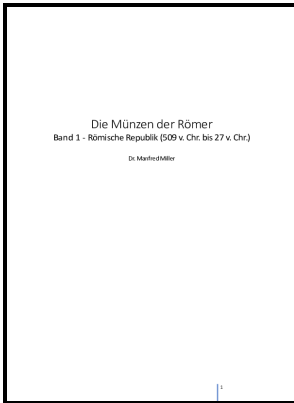 Die Münzen der Römer
Band 1 - Römische Republik (509 v. Chr. bis 27 v. Chr.)
Dr. Manfred Miller
1